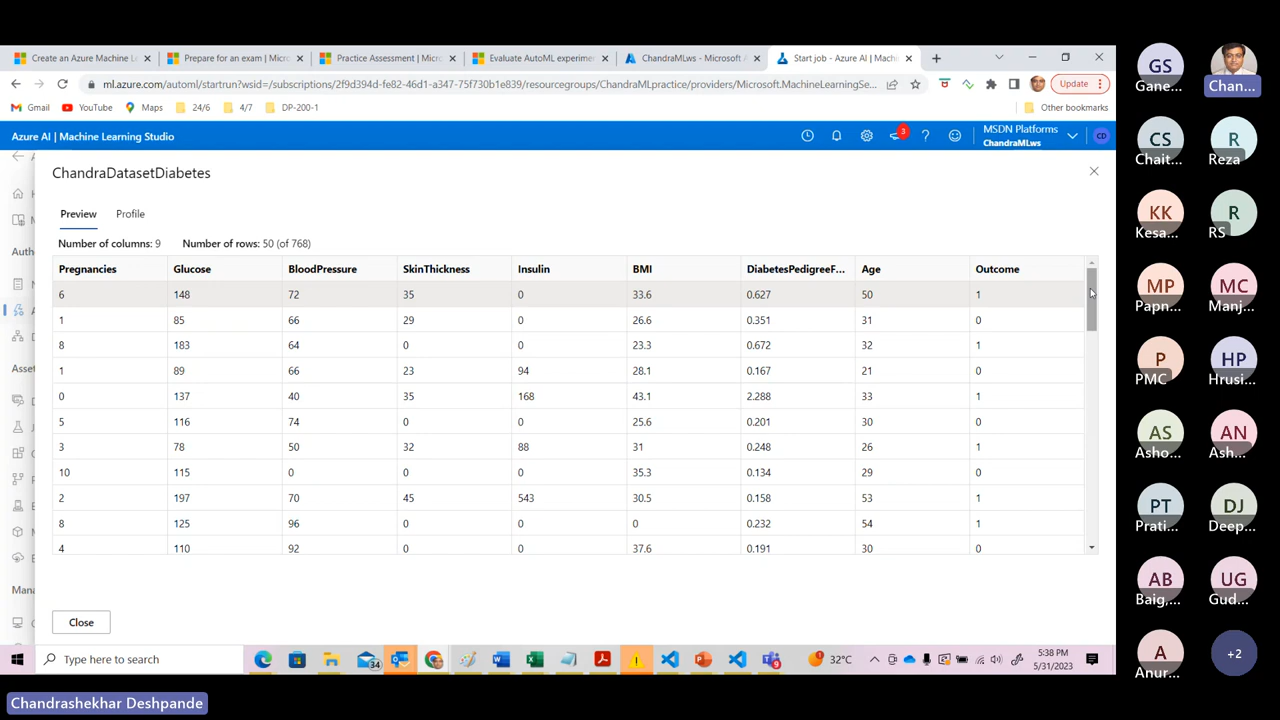 Create an Azure Machine L
Prepare for an exam | Micro
Practice Assessment | Micro
Evaluate AutoML experime
ChandraMLws - Microsoft A
Start job - Azure AI | Machi
ml.azure.com/automl/startrun?wsid=/subscriptions/2f9d394d-fe82-46d1-a347-75f730b1e839/resourcegroups/ChandraMLpractice/providers/Microsoft.MachineLearningSe...
Update
Gmail
YouTube
Maps
24/6
4/7
DP-200-1
Other bookmarks
Azure AI | Machine Learning Studio
3
MSDN Platforms
ChandraMLws
CD
ChandraDatasetDiabetes
Preview Profile
Number of columns: 9 Number of rows: 50 (of 768)
Pregnancies Glucose BloodPressure SkinThickness Insulin BMI DiabetesPedigreeF... Age Outcome
6 148 72 35 0 33.6 0.627 50 1
1 85 66 29 0 26.6 0.351 31 0
8 183 64 0 0 23.3 0.672 32 1
1 89 66 23 94 28.1 0.167 21 0
0 137 40 35 168 43.1 2.288 33 1
5 116 74 0 0 25.6 0.201 30 0
3 78 50 32 88 31 0.248 26 1
10 115 0 0 0 35.3 0.134 29 0
2 197 70 45 543 30.5 0.158 53 1
8 125 96 0 0 0 0.232 54 1
4 110 92 0 0 37.6 0.191 30 0
Close
Auth
Asset
Mana
Type here to search
34
9
32°C
5:38 PM
5/31/2023
Chandrashekhar Deshpande
GS
Gane...
Chan...
CS
Chait...
R
Reza
KK
Kesa...
R
RS
MP
Papn...
MC
Manj...
P
PMC
HP
Hrusi...
AS
Asho...
AN
Ash...
PT
Prati...
DJ
Deep...
AB
Baig,...
UG
Gud...
A
Anur...
+2